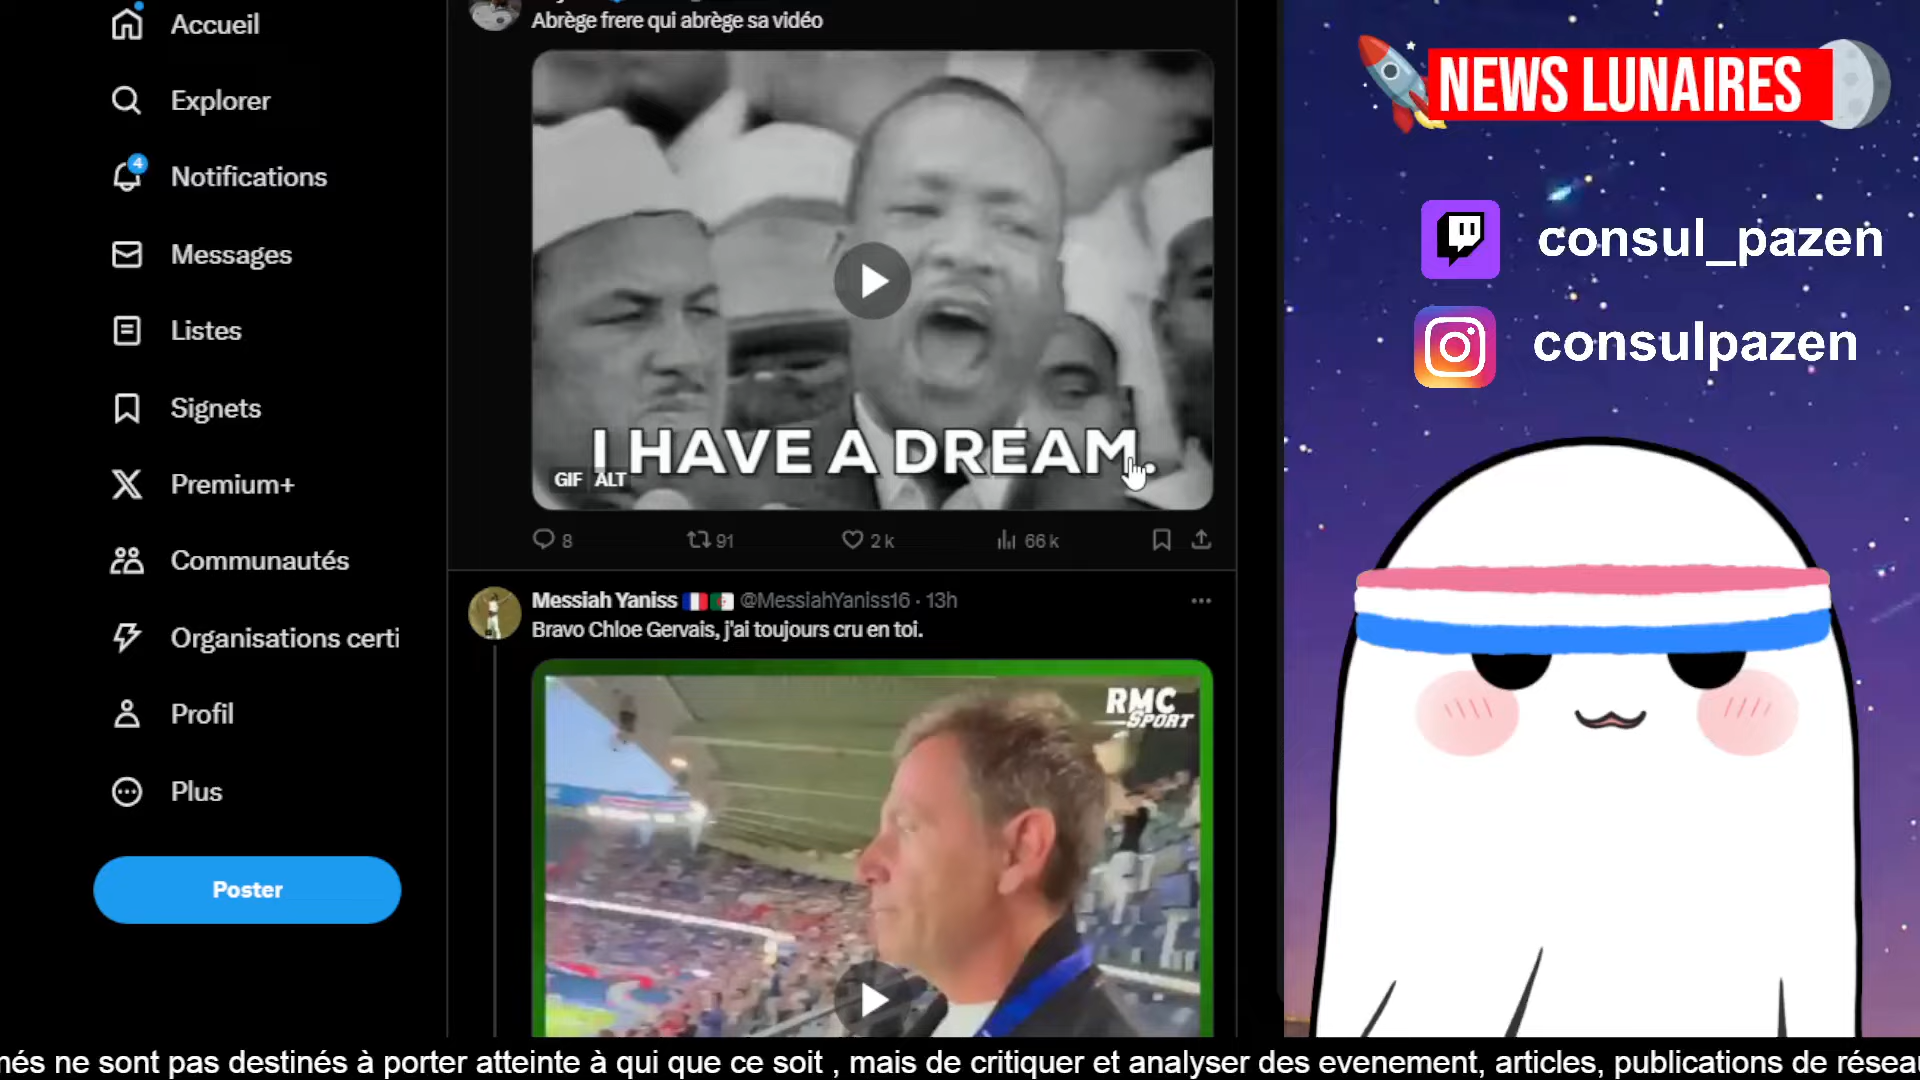 Accueil
Explorer
4
Notifications
Messages
Listes
Signets
Premium+
Communautés
Organisations certi
Profil
Plus
Poster
Abrège frere qui abrège sa vidéo
I HAVE A DREAM.
GIF ALT
8 91 2 k 66 k
Messiah Yaniss @MessiahYaniss16 · 13h
Bravo Chloe Gervais, j'ai toujours cru en toi.
RMC
SPORT
NEWS LUNAIRES
consul_pazen
consulpazen
més ne sont pas destinés à porter atteinte à qui que ce soit , mais de critiquer et analyser des evenement, articles, publications de résea